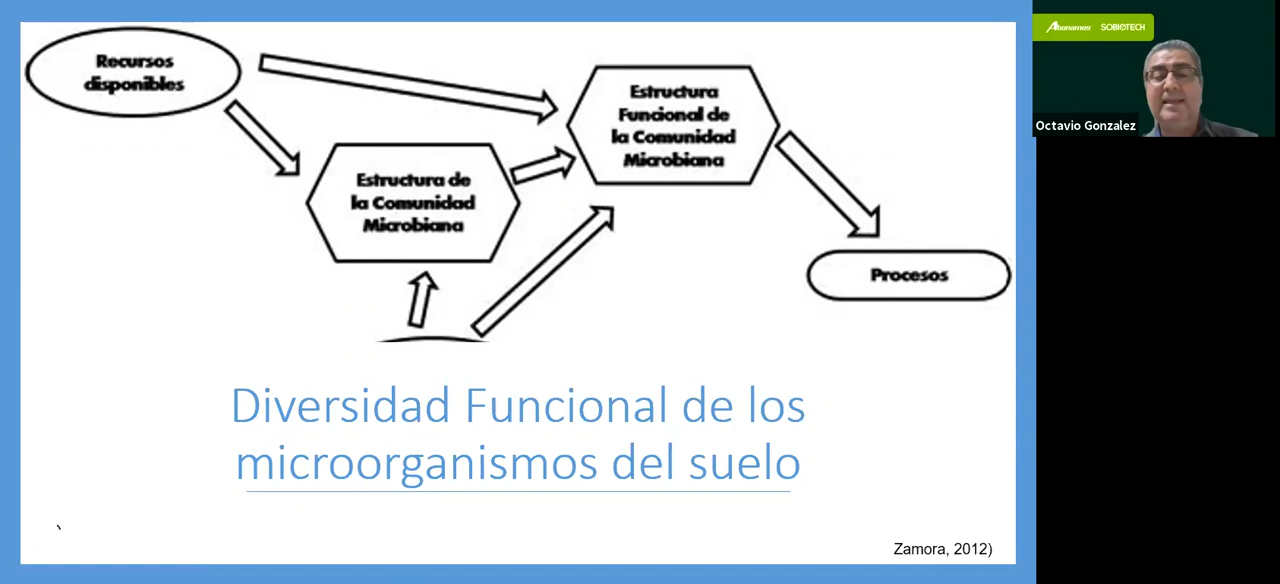 Recursos
disponibles
Estructura
Funcional de
la Comunidad
Microbiana
Estructura de
la Comunidad
Microbiana
Procesos
Diversidad Funcional de los
microorganismos del suelo
Zamora, 2012)
Abonamos SOBIOTECH
Octavio Gonzalez